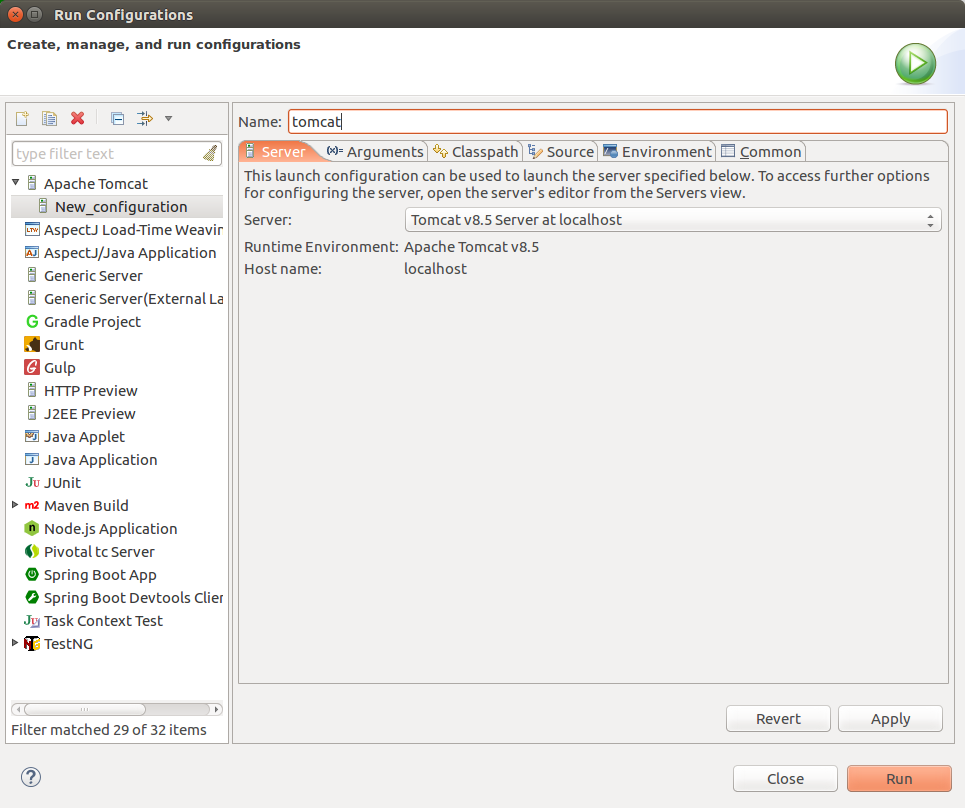 Run Configurations
Create, manage, and run configurations
type filter text
Apache Tomcat
New_configuration
AspectJ Load-Time Weavin
AspectJ/Java Application
Generic Server
Generic Server(External La
Gradle Project
Grunt
Gulp
HTTP Preview
J2EE Preview
Java Applet
Java Application
JUnit
Maven Build
Node.js Application
Pivotal tc Server
Spring Boot App
Spring Boot Devtools Clier
Task Context Test
TestNG
Filter matched 29 of 32 items
Name: tomcat
Server (x)= Arguments Classpath Source Environment Common
This launch configuration can be used to launch the server specified below. To access further options
for configuring the server, open the server's editor from the Servers view.
Server: Tomcat v8.5 Server at localhost
Runtime Environment: Apache Tomcat v8.5
Host name: localhost
Revert Apply
? Close Run